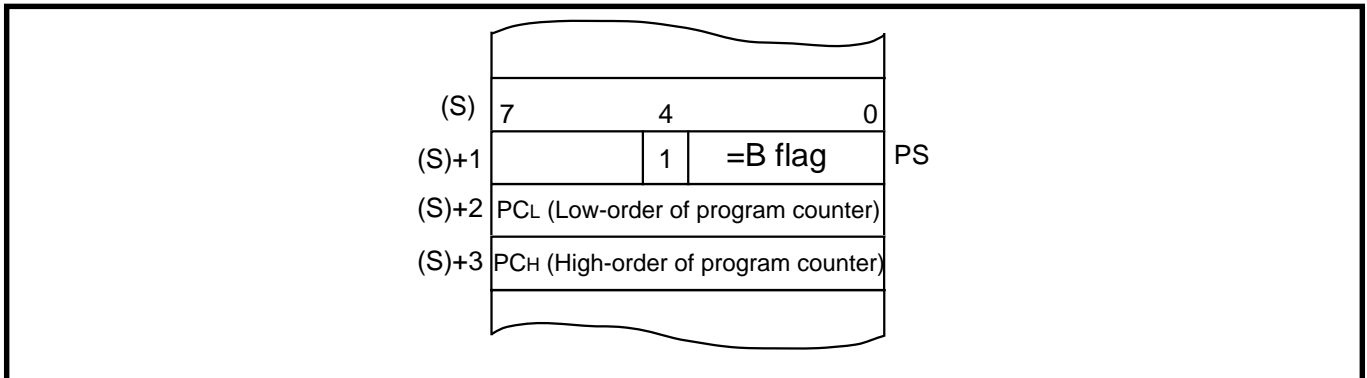 (S) 7 4 0
(S)+1 1 =B flag PS
(S)+2 PCL (Low-order of program counter)
(S)+3 PCH (High-order of program counter)